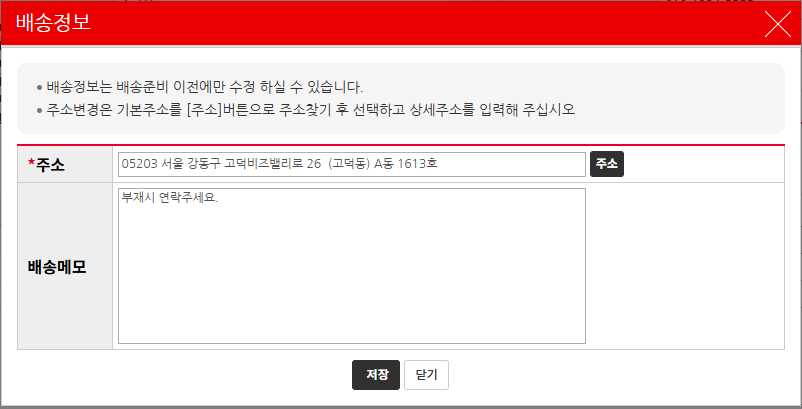 배송정보
배송정보는 배송준비 이전에만 수정 하실 수 있습니다.
주소변경은 기본주소를 [주소]버튼으로 주소찾기 후 선택하고 상세주소를 입력해 주십시오
*주소
05203 서울 강동구 고덕비즈밸리로 26 (고덕동) A동 1613호
주소
배송메모
부재시 연락주세요.
저장
닫기